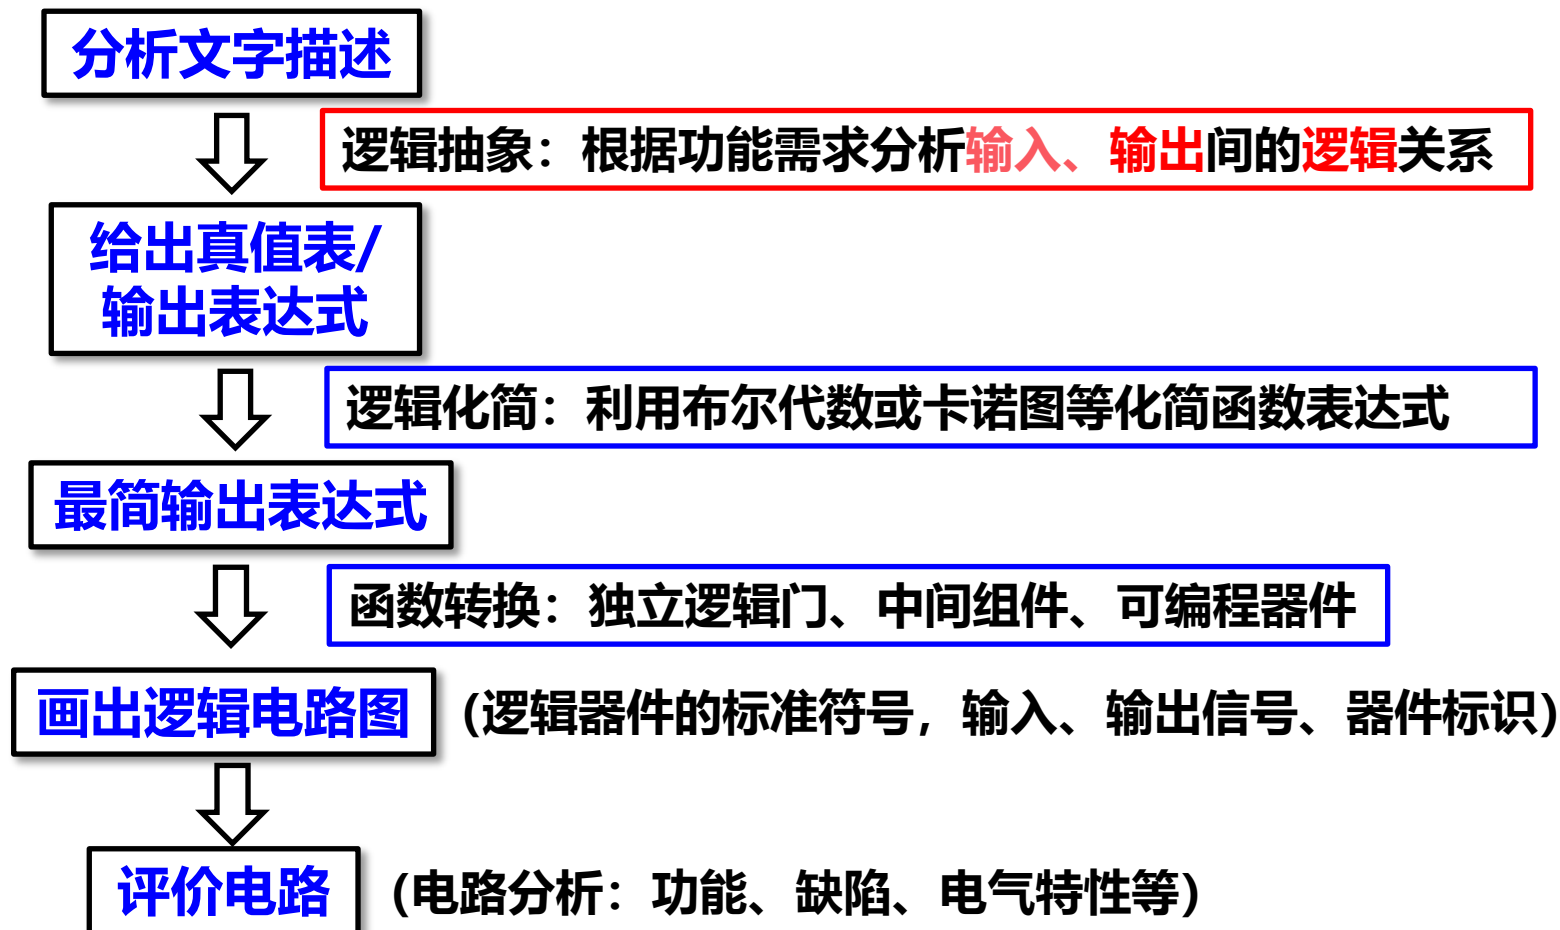 分析文字描述
逻辑抽象：根据功能需求分析输入、输出间的逻辑关系
给出真值表/
输出表达式
逻辑化简：利用布尔代数或卡诺图等化简函数表达式
最简输出表达式
函数转换：独立逻辑门、中间组件、可编程器件
画出逻辑电路图
（逻辑器件的标准符号，输入、输出信号、器件标识）
评价电路
（电路分析：功能、缺陷、电气特性等）